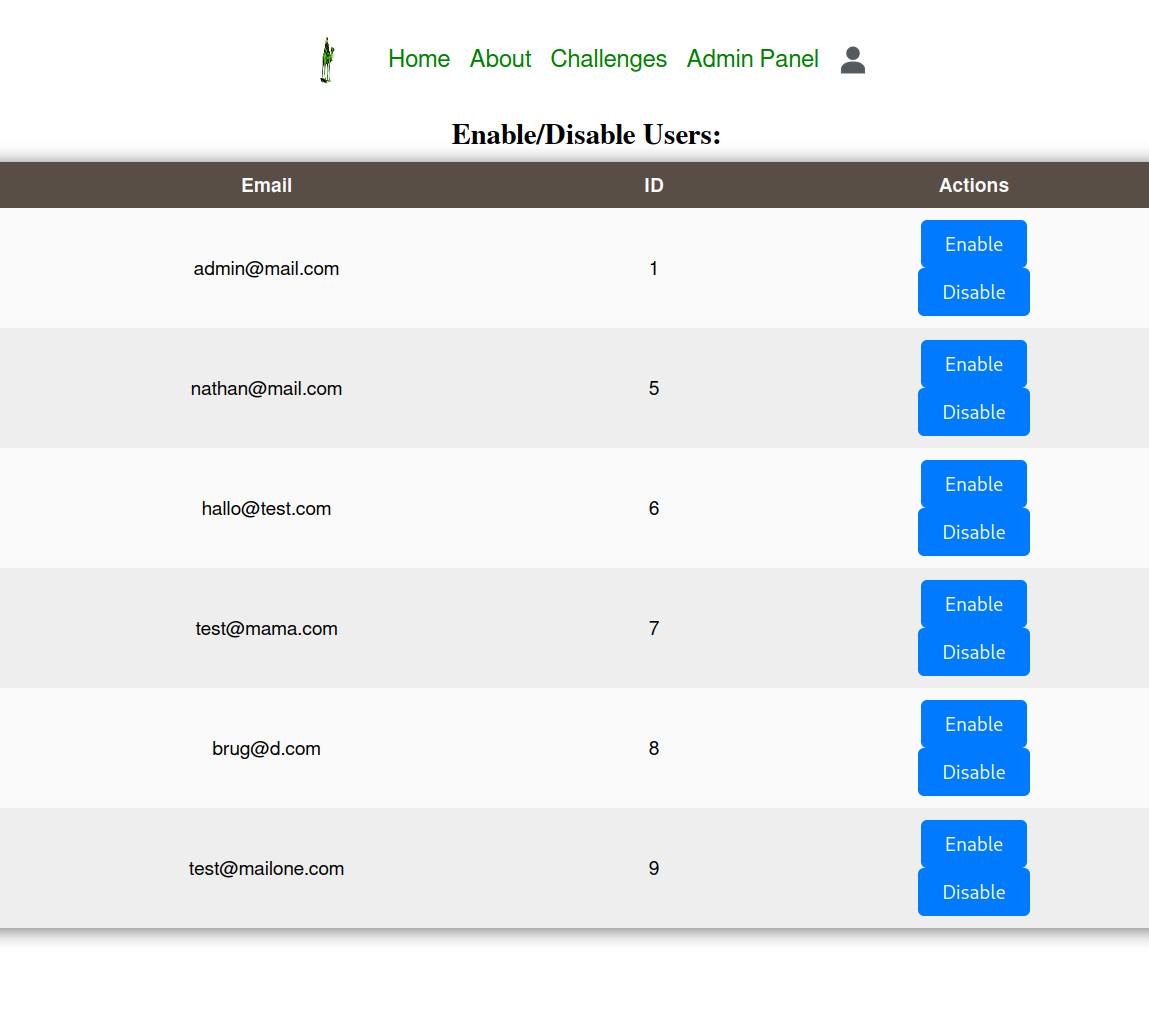 Home About Challenges Admin Panel
Enable/Disable Users:
Email ID Actions
Enable
admin@mail.com 1
Disable
Enable
nathan@mail.com 5
Disable
Enable
hallo@test.com 6
Disable
Enable
test@mama.com 7
Disable
Enable
brug@d.com 8
Disable
Enable
test@mailone.com 9
Disable